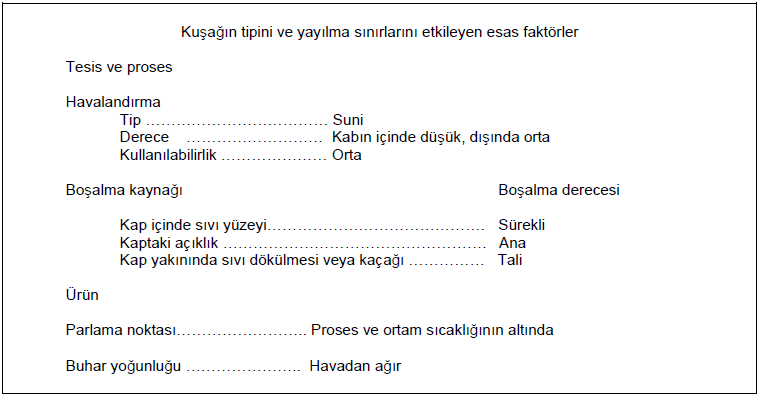 Kuşağın tipini ve yayılma sınırlarını etkileyen esas faktörler
Tesis ve proses
Havalandırma
Tip ……………………………… Suni
Derece ……………………… Kabın içinde düşük, dışında orta
Kullanılabilirlik ………………… Orta
Boşalma kaynağı Boşalma derecesi
Kap içinde sıvı yüzeyi…………………………………… Sürekli
Kaptaki açıklık …………………………………………… Ana
Kap yakınında sıvı dökülmesi veya kaçağı …………… Tali
Ürün
Parlama noktası…………………….. Proses ve ortam sıcaklığının altında
Buhar yoğunluğu ………………….. Havadan ağır